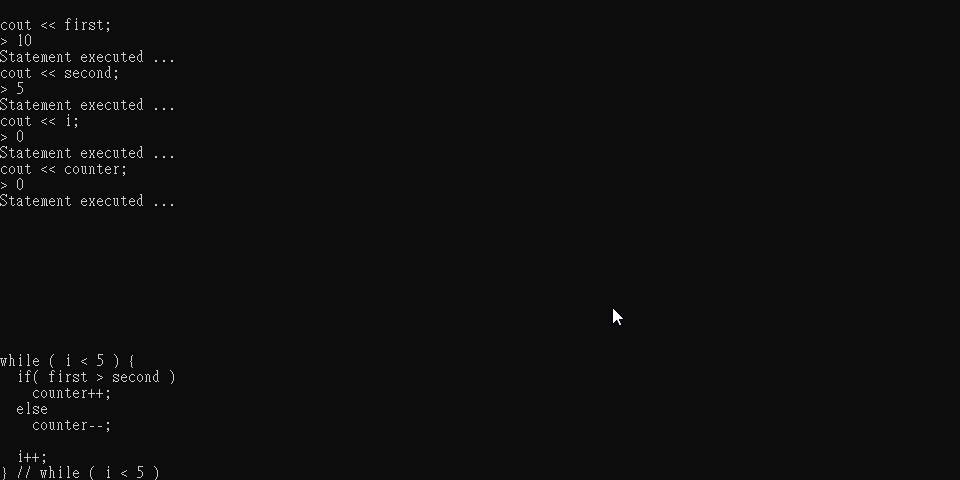 cout << first;
> 10
Statement executed ...
cout << second;
> 5
Statement executed ...
cout << i;
> 0
Statement executed ...
cout << counter;
> 0
Statement executed ...
while ( i < 5 ) {
  if( first > second )
    counter++;
  else
    counter--;
  i++;
} // while ( i < 5 )